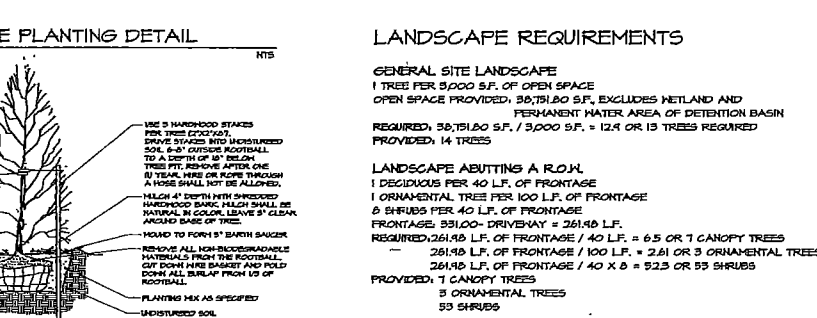 E PLANTING DETAIL
NTS
USE 3 HARDWOOD STAKES
PER TREE (2"X2"X8').
DRIVE STAKES INTO UNDISTURBED
SOIL 6-8" OUTSIDE ROOTBALL
TO A DEPTH OF 18" BELOW
TREE PIT. REMOVE AFTER ONE
(1) YEAR. WIRE OR ROPE THROUGH
A HOSE SHALL NOT BE ALLOWED.
MULCH 4" DEPTH WITH SHREDDED
HARDWOOD BARK. MULCH SHALL BE
NATURAL IN COLOR. LEAVE 3" CLEAR
AROUND BASE OF TREE.
MOUND TO FORM 3" EARTH SAUCER
REMOVE ALL NON-BIODEGRADABLE
MATERIALS FROM THE ROOTBALL.
CUT DOWN WIRE BASKET AND FOLD
DOWN ALL BURLAP FROM 1/3 OF
ROOTBALL
PLANTING MIX AS SPECIFIED
UNDISTURBED SOIL
LANDSCAPE REQUIREMENTS
GENERAL SITE LANDSCAPE
1 TREE PER 3,000 S.F. OF OPEN SPACE
OPEN SPACE PROVIDED: 38,751.80 S.F., EXCLUDES WETLAND AND
PERMANENT WATER AREA OF DETENTION BASIN
REQUIRED: 38,751.80 S.F. / 3,000 S.F. = 12.9 OR 13 TREES REQUIRED
PROVIDED: 14 TREES
LANDSCAPE ABUTTING A R.O.W.
1 DECIDUOUS PER 40 L.F. OF FRONTAGE
1 ORNAMENTAL TREE PER 100 L.F. OF FRONTAGE
8 SHRUBS PER 40 L.F. OF FRONTAGE
FRONTAGE: 331.00- DRIVEWAY = 261.98 L.F.
REQUIRED: 261.98 L.F. OF FRONTAGE / 40 L.F. = 6.5 OR 7 CANOPY TREES
261.98 L.F. OF FRONTAGE / 100 L.F. = 2.61 OR 3 ORNAMENTAL TREES
261.98 L.F. OF FRONTAGE / 40 X 8 = 52.3 OR 53 SHRUBS
PROVIDED: 7 CANOPY TREES
3 ORNAMENTAL TREES
53 SHRUBS